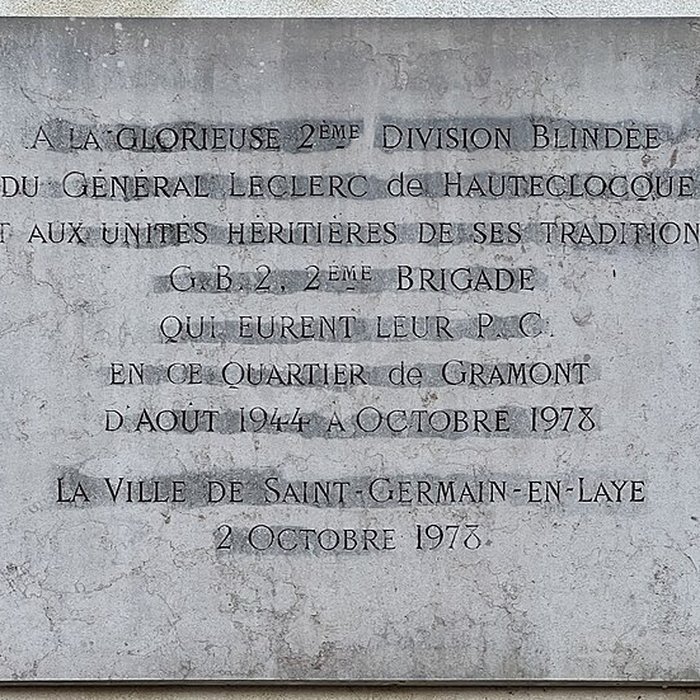 A LA GLORIEUSE 2ÈME DIVISION BLINDÉE
DU GÉNÉRAL LECLERC de HAUTECLOCQUE
T AUX UNITÉS HÉRITIÈRES DE SES TRADITION
G.B.2, 2ÈME BRIGADE
QUI EURENT LEUR P.C.
EN CE QUARTIER de GRAMONT
D'AOUT 1944 A OCTOBRE 1978
LA VILLE DE SAINT-GERMAIN-EN-LAYE
2 OCTOBRE 1978.